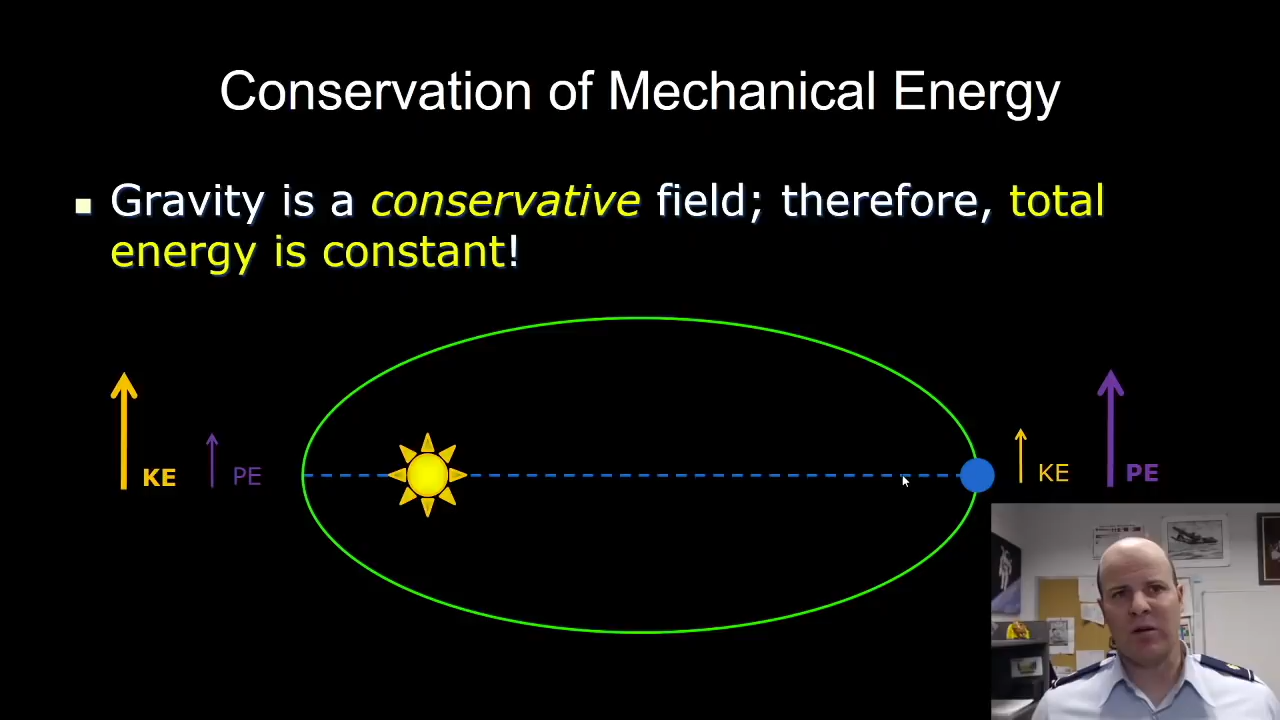 Conservation of Mechanical Energy
Gravity is a conservative field; therefore, total
energy is constant!
KE
PE
KE
PE